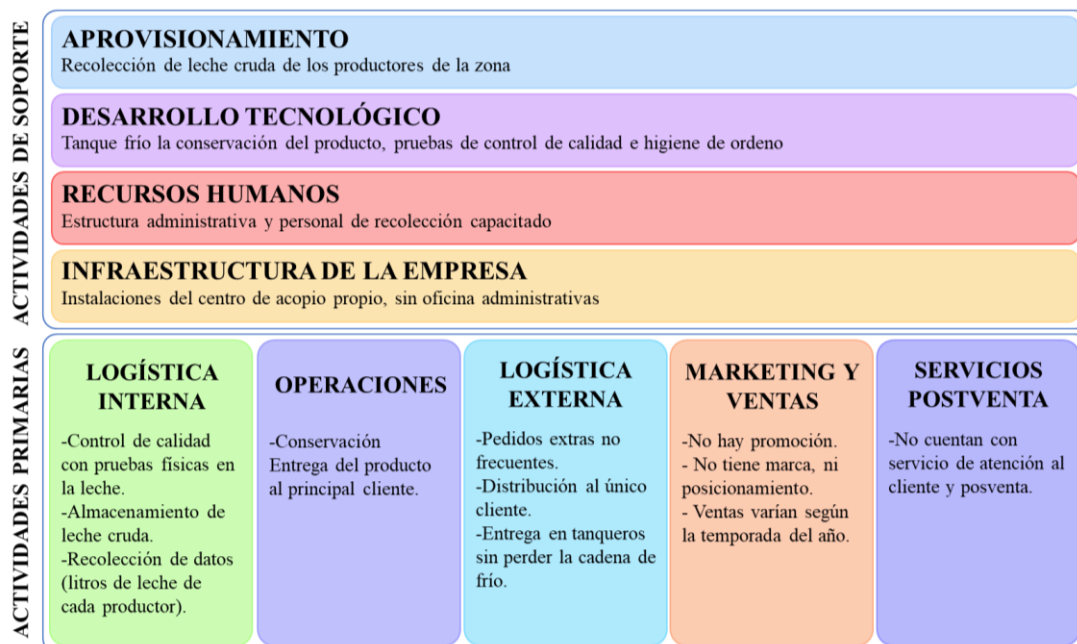 ACTIVIDADES DE SOPORTE
APROVISIONAMIENTO
Recolección de leche cruda de los productores de la zona
DESARROLLO TECNOLÓGICO
Tanque frío la conservación del producto, pruebas de control de calidad e higiene de ordeno
RECURSOS HUMANOS
Estructura administrativa y personal de recolección capacitado
INFRAESTRUCTURA DE LA EMPRESA
Instalaciones del centro de acopio propio, sin oficina administrativas
ACTIVIDADES PRIMARIAS
LOGÍSTICA
INTERNA
-Control de calidad
con pruebas físicas en
la leche.
-Almacenamiento de
leche cruda.
-Recolección de datos
(litros de leche de
cada productor).
OPERACIONES
-Conservación
Entrega del producto
al principal cliente.
LOGÍSTICA
EXTERNA
-Pedidos extras no
frecuentes.
-Distribución al único
cliente.
-Entrega en tanqueros
sin perder la cadena de
frío.
MARKETING Y
VENTAS
-No hay promoción.
- No tiene marca, ni
posicionamiento.
- Ventas varían según
la temporada del año.
SERVICIOS
POSTVENTA
-No cuentan con
servicio de atención al
cliente y posventa.